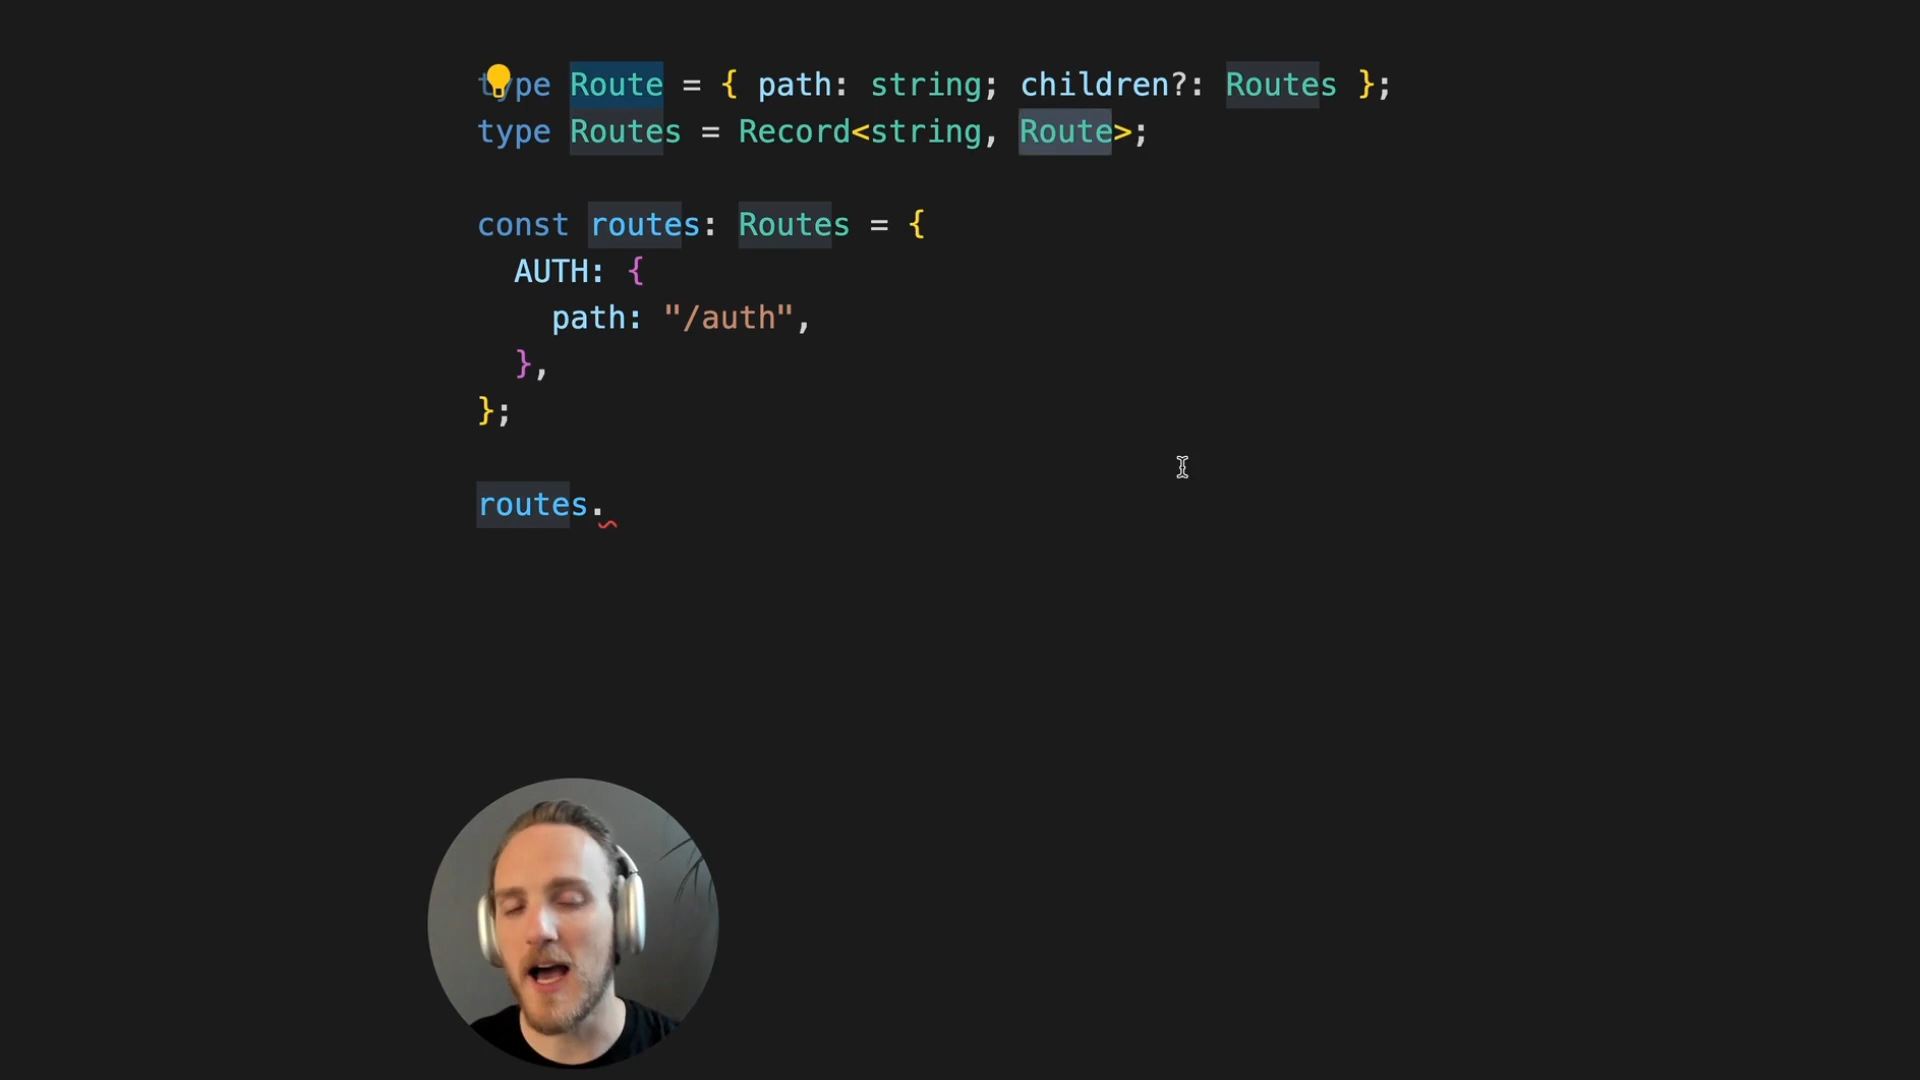 type Route = { path: string; children?: Routes };
type Routes = Record<string, Route>;
const routes: Routes = {
AUTH: {
path: "/auth",
},
};
routes.